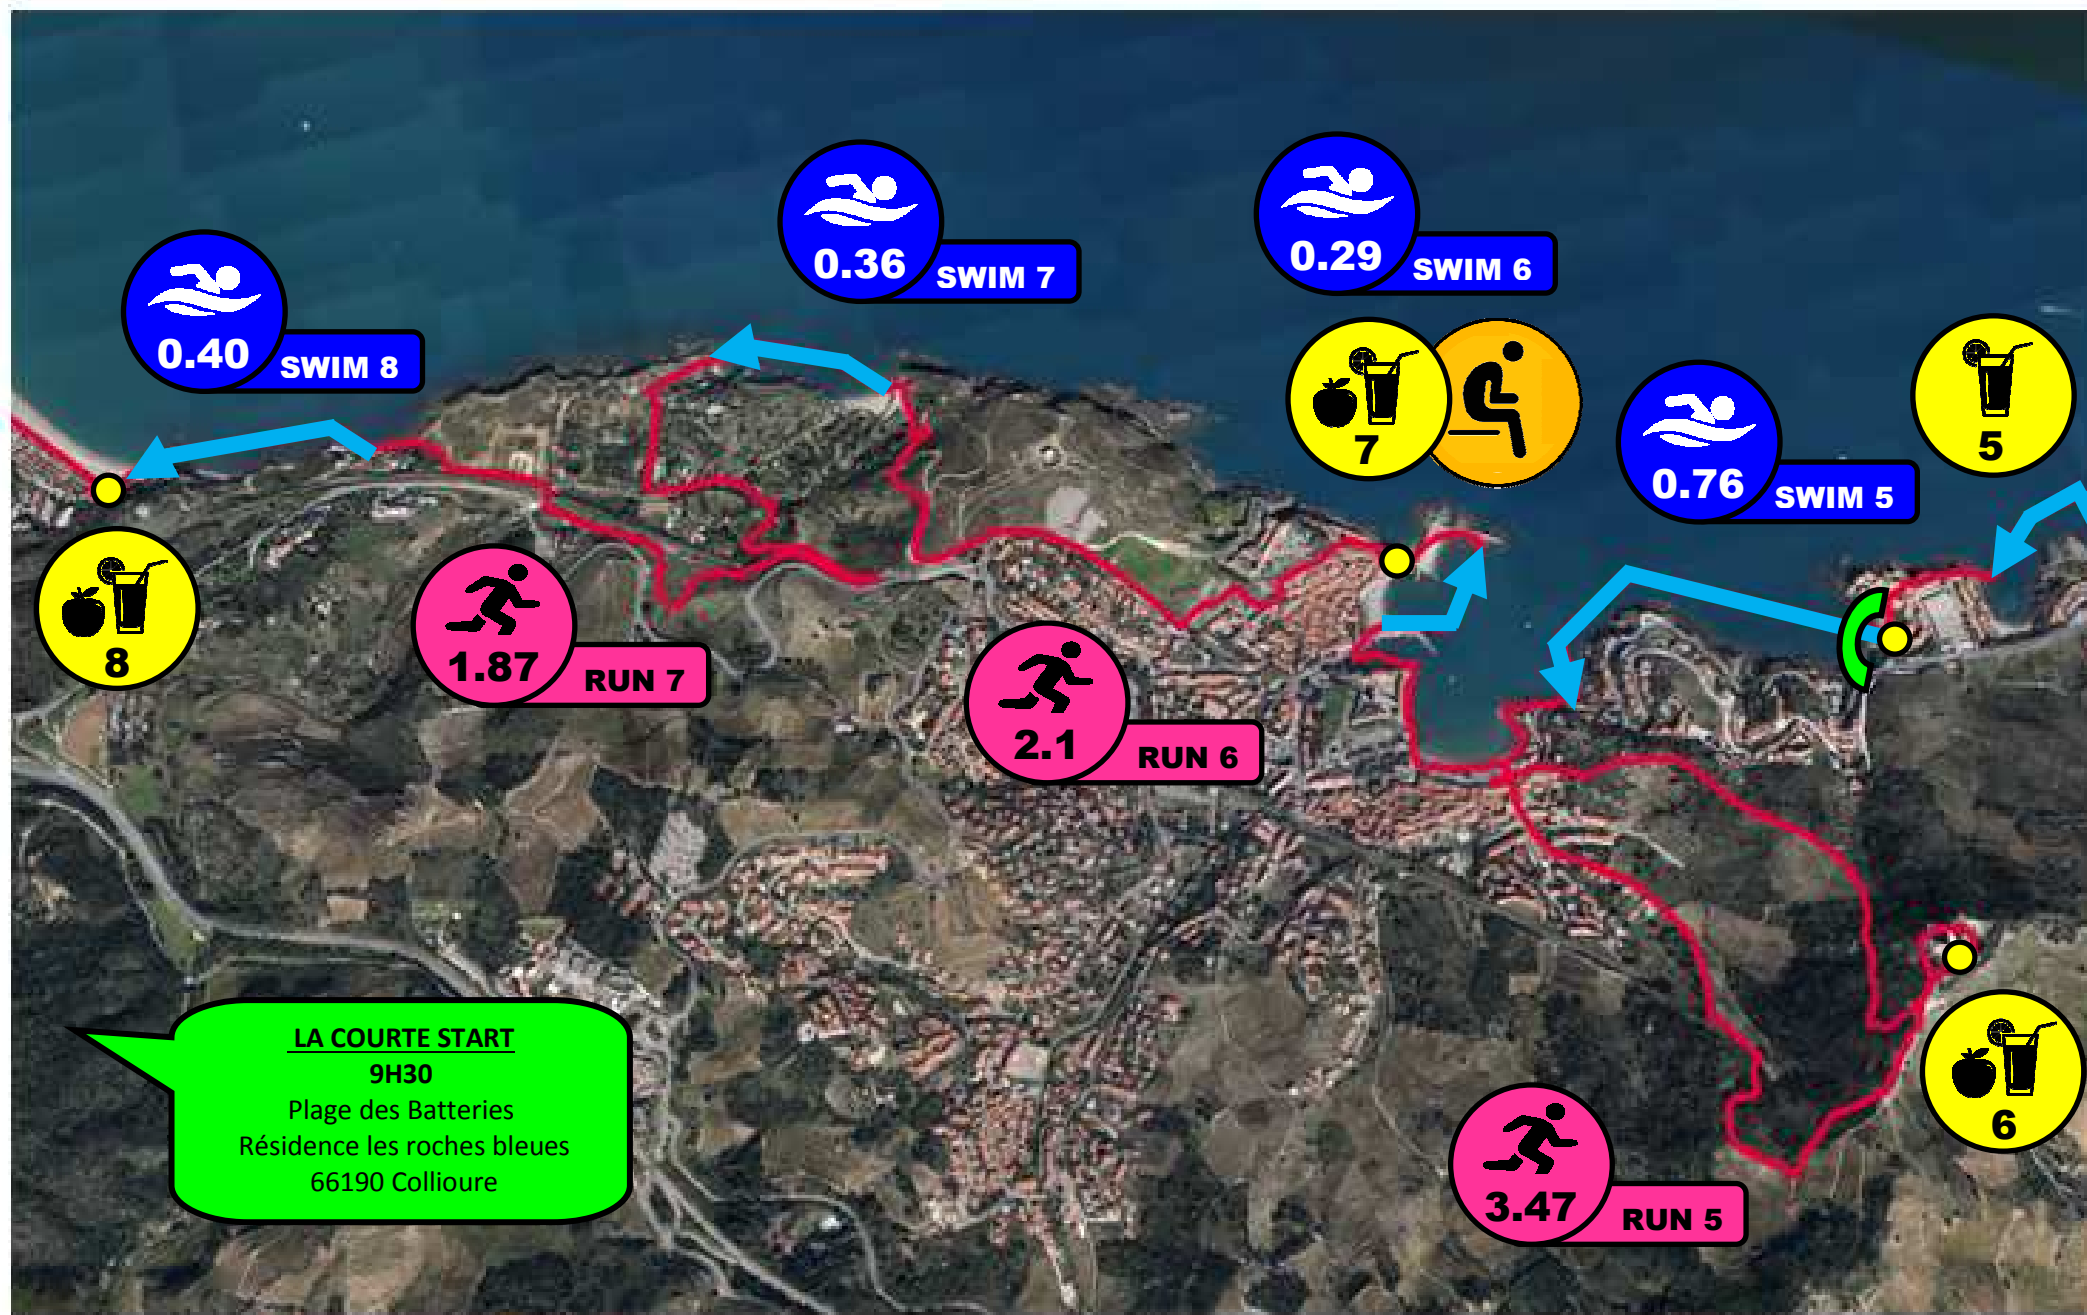 0.36
SWIM 7
0.29
SWIM 6
0.40
SWIM 8
7
0.76
SWIM 5
5
8
1.87
RUN 7
2.1
RUN 6
6
3.47
RUN 5
LA COURTE START
9H30
Plage des Batteries
Résidence les roches bleues
66190 Collioure